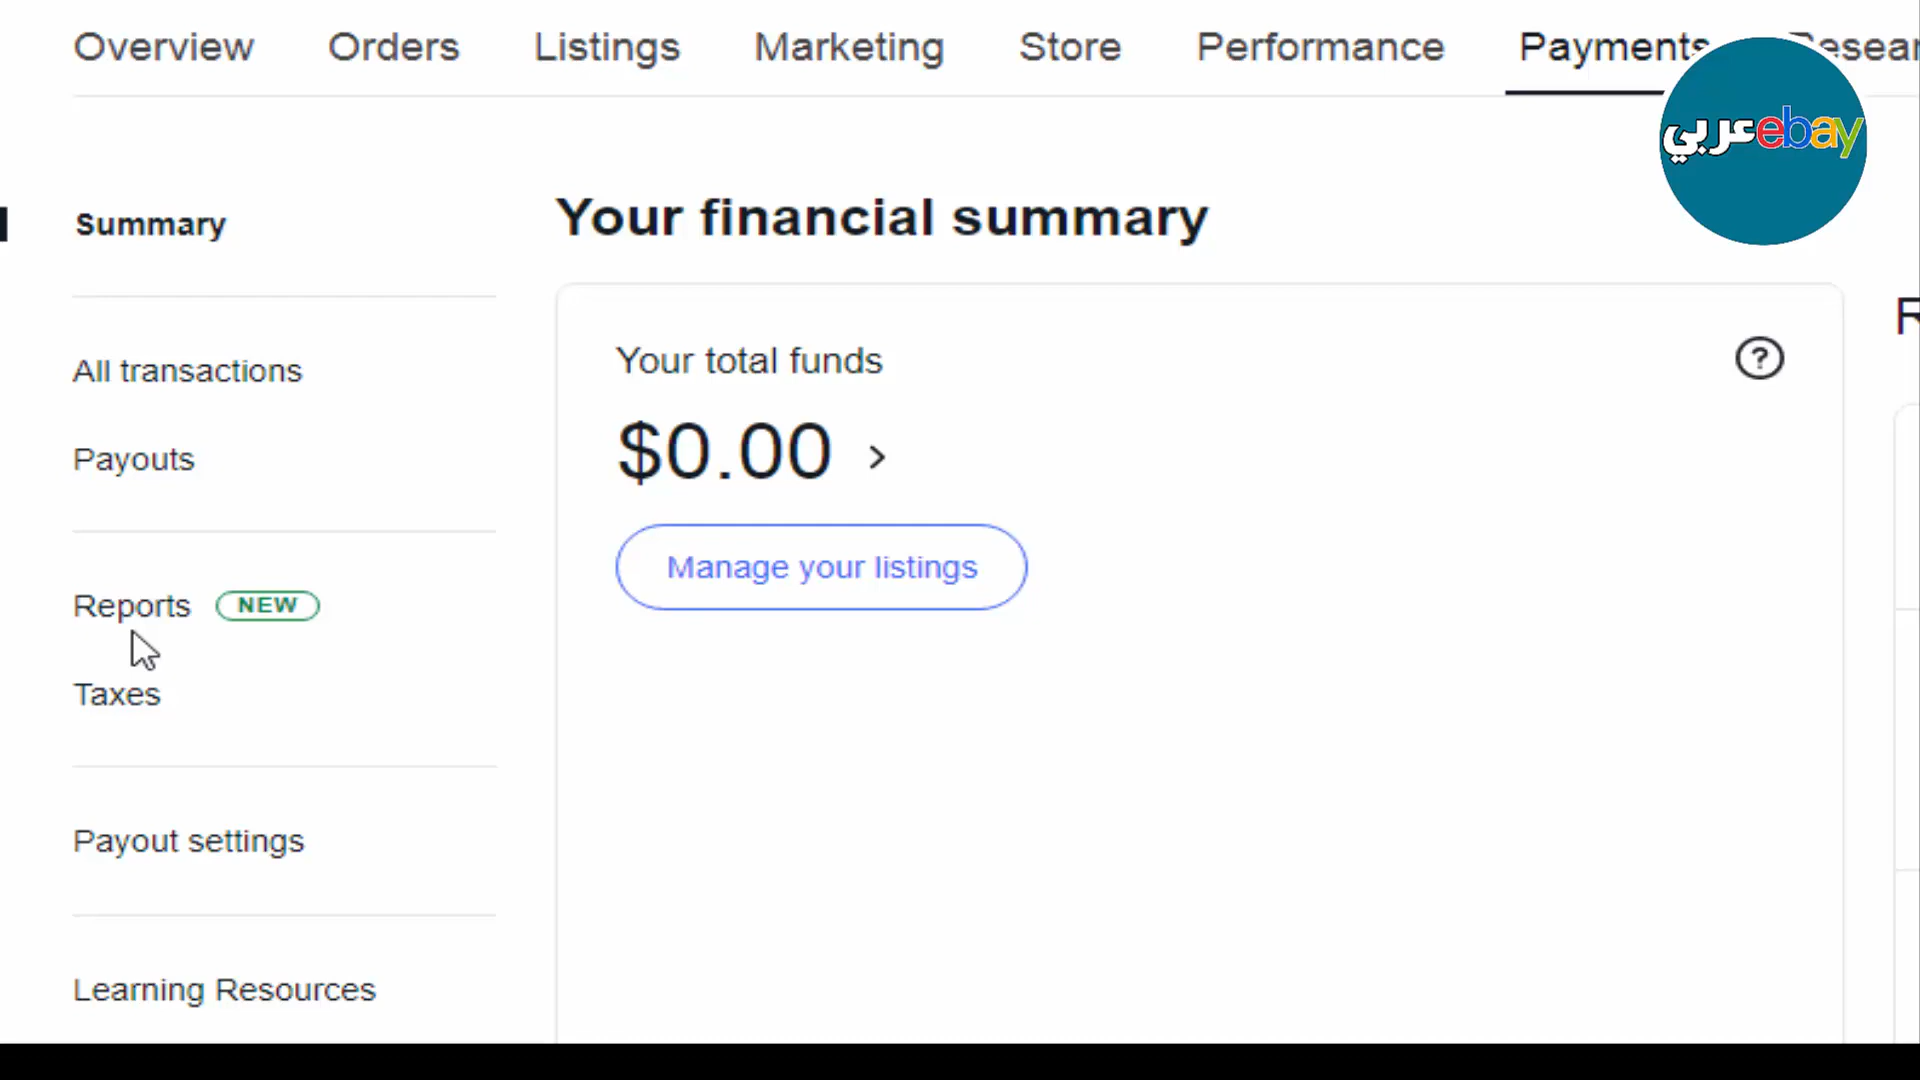 Overview Orders Listings Marketing Store Performance Payments
عربي ebay
Summary
Your financial summary
All transactions
Payouts
Reports NEW
Taxes
Payout settings
Learning Resources
Your total funds
$0.00 >
Manage your listings